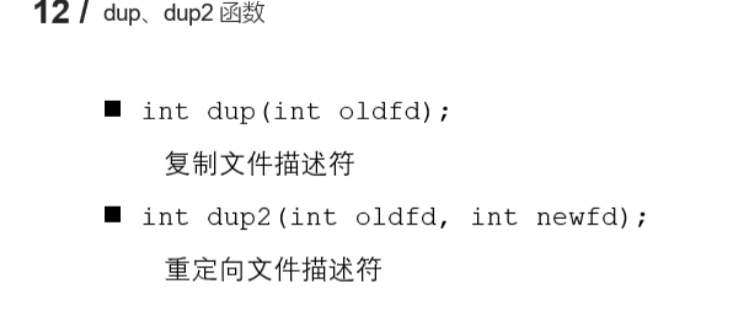 12 / dup、dup2 函数
■ int dup(int oldfd);
复制文件描述符
■ int dup2(int oldfd, int newfd);
重定向文件描述符